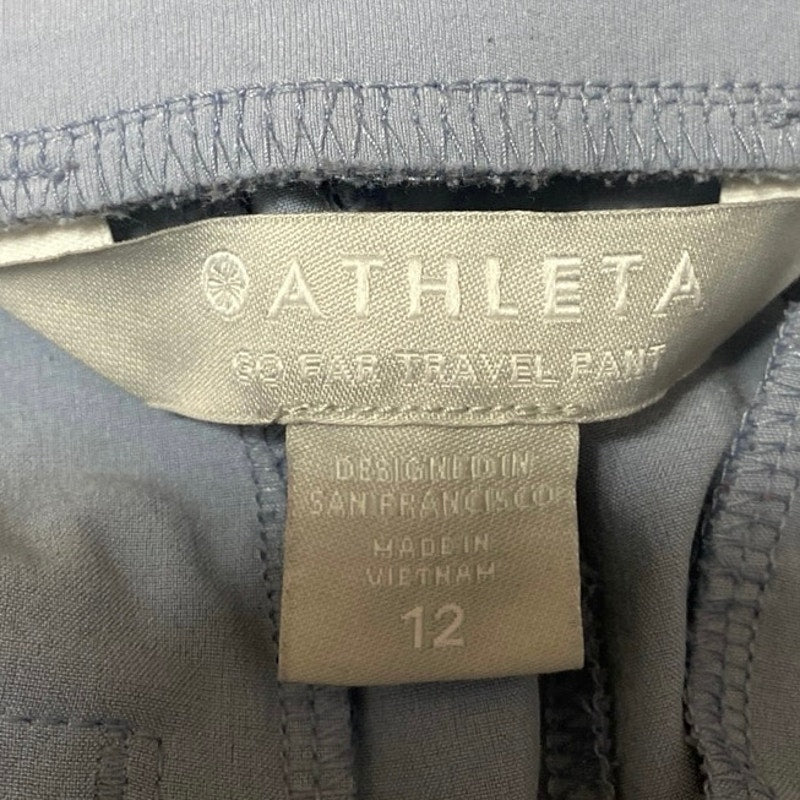 ATHLETA
GO FAR TRAVEL PANT
DESIGNED IN
SAN FRANCISCO
MADE IN
VIETNAM
12